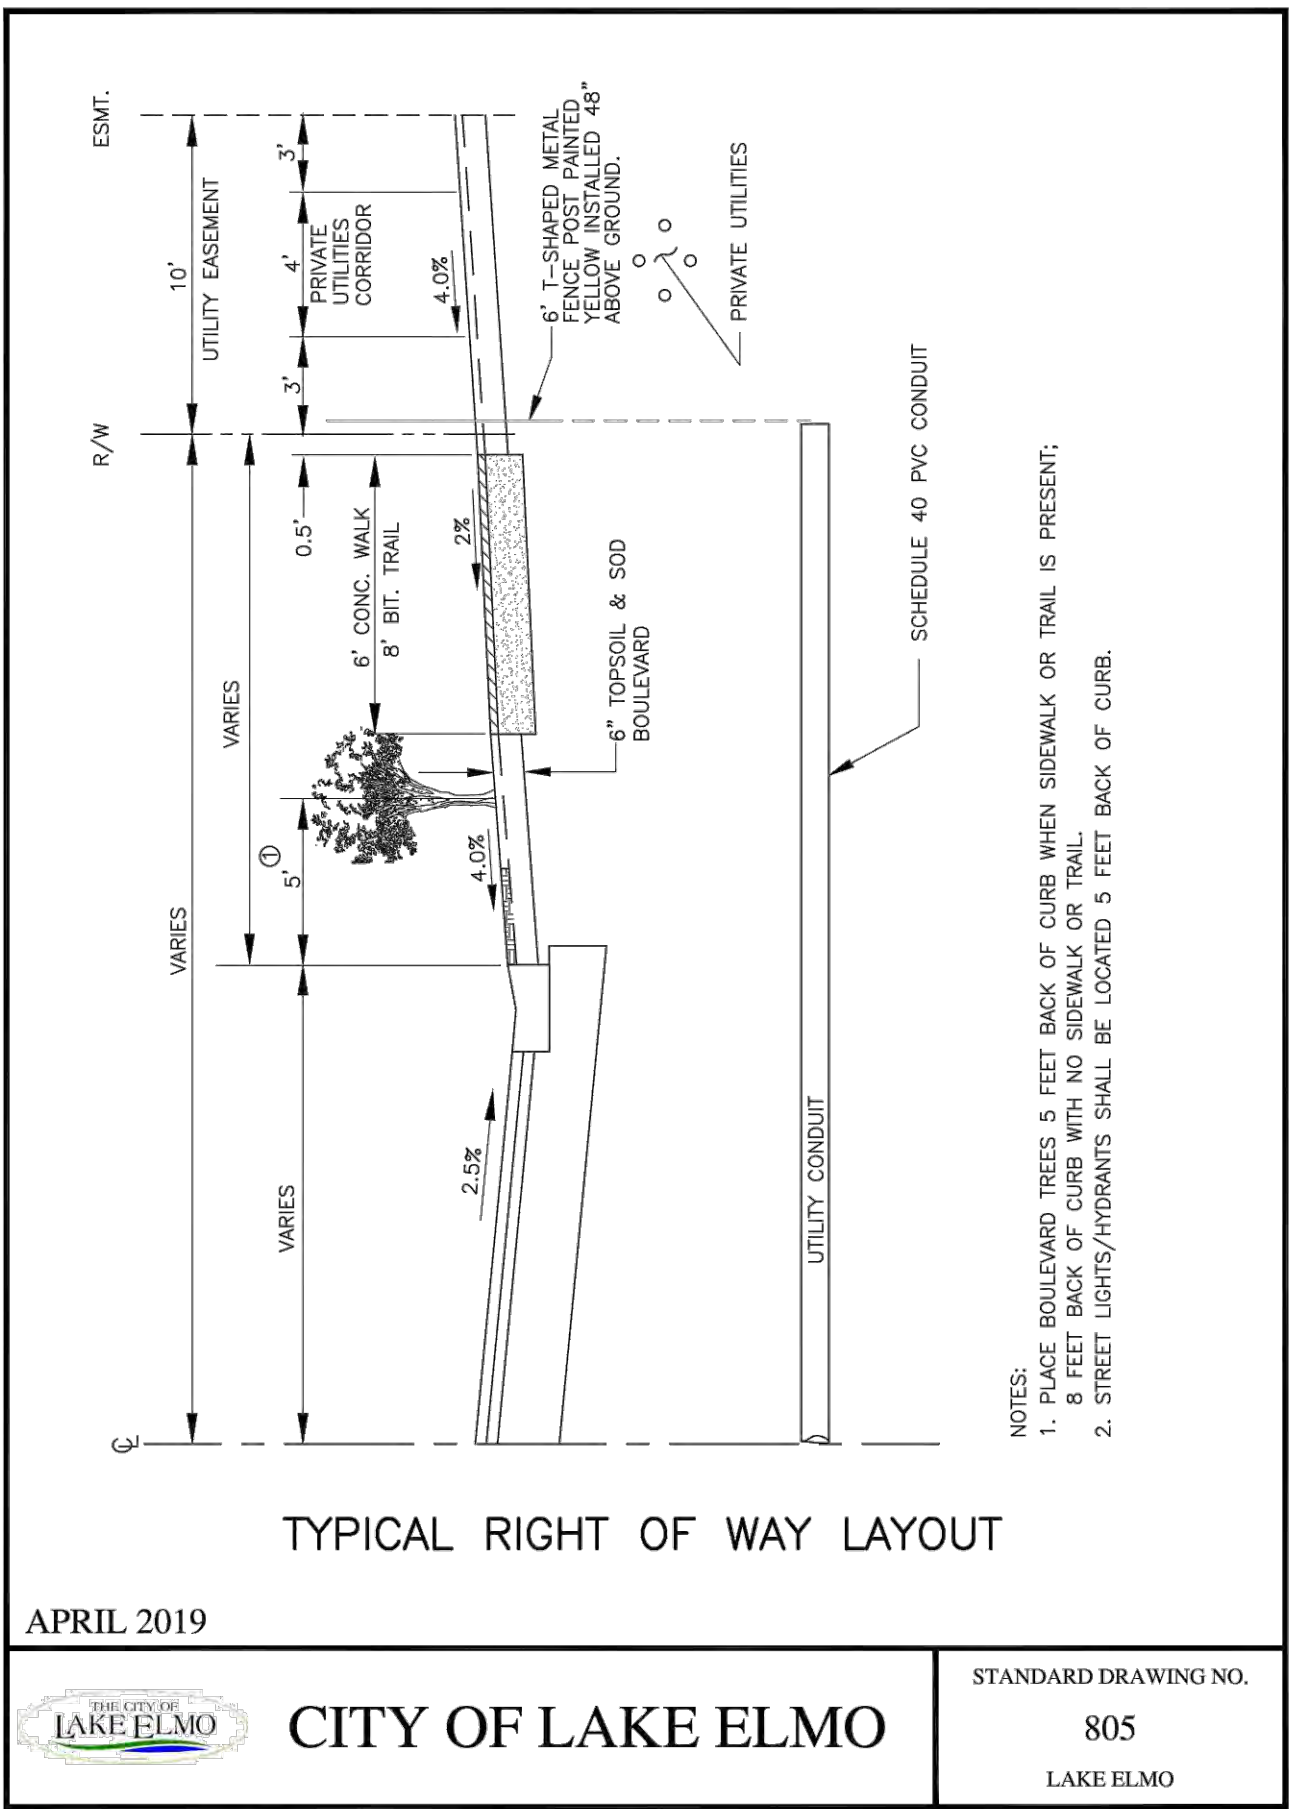 ESMT.
R/W
℄
10'
UTILITY EASEMENT
VARIES
VARIES
VARIES
3'
4'
PRIVATE
UTILITIES
CORRIDOR
3'
0.5'
6' CONC. WALK
8' BIT. TRAIL
5'
①
4.0%
2%
4.0%
2.5%
6' T-SHAPED METAL
FENCE POST PAINTED
YELLOW INSTALLED 48"
ABOVE GROUND.
PRIVATE UTILITIES
6" TOPSOIL & SOD
BOULEVARD
SCHEDULE 40 PVC CONDUIT
UTILITY CONDUIT
NOTES:
1. PLACE BOULEVARD TREES 5 FEET BACK OF CURB WHEN SIDEWALK OR TRAIL IS PRESENT;
8 FEET BACK OF CURB WITH NO SIDEWALK OR TRAIL.
2. STREET LIGHTS/HYDRANTS SHALL BE LOCATED 5 FEET BACK OF CURB.
TYPICAL RIGHT OF WAY LAYOUT
APRIL 2019
THE CITY OF
LAKE ELMO
CITY OF LAKE ELMO
STANDARD DRAWING NO.
805
LAKE ELMO